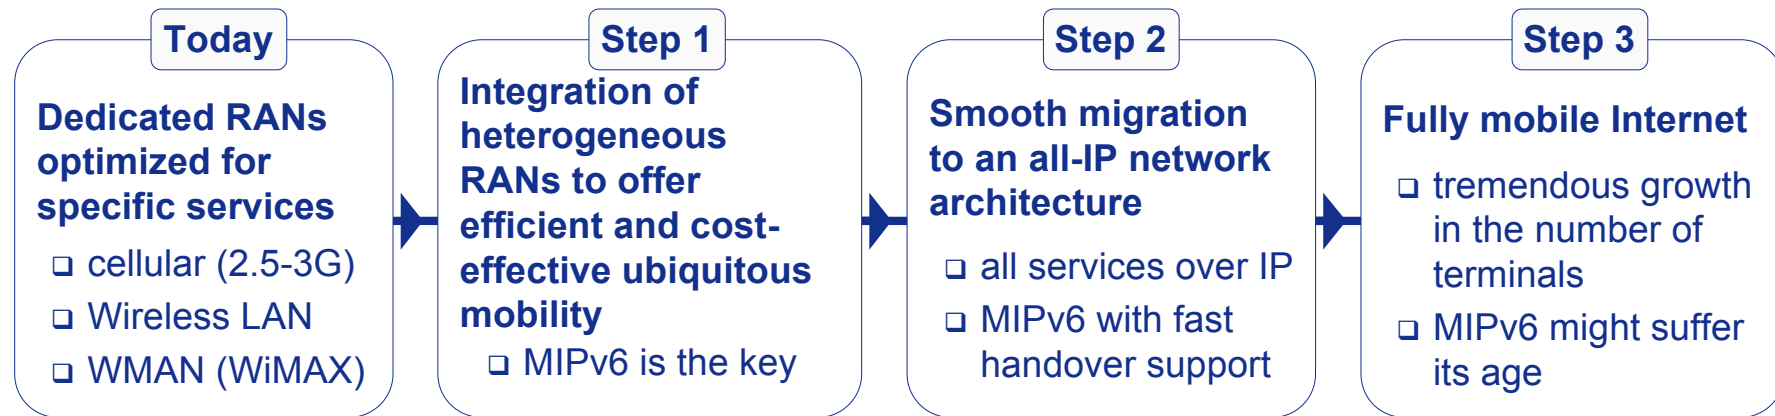 Today
Dedicated RANs
optimized for
specific services
❑ cellular (2.5-3G)
❑ Wireless LAN
❑ WMAN (WiMAX)
Step 1
Integration of
heterogeneous
RANs to offer
efficient and cost-
effective ubiquitous
mobility
❑ MIPv6 is the key
Step 2
Smooth migration
to an all-IP network
architecture
❑ all services over IP
❑ MIPv6 with fast
handover support
Step 3
Fully mobile Internet
❑ tremendous growth
in the number of
terminals
❑ MIPv6 might suffer
its age